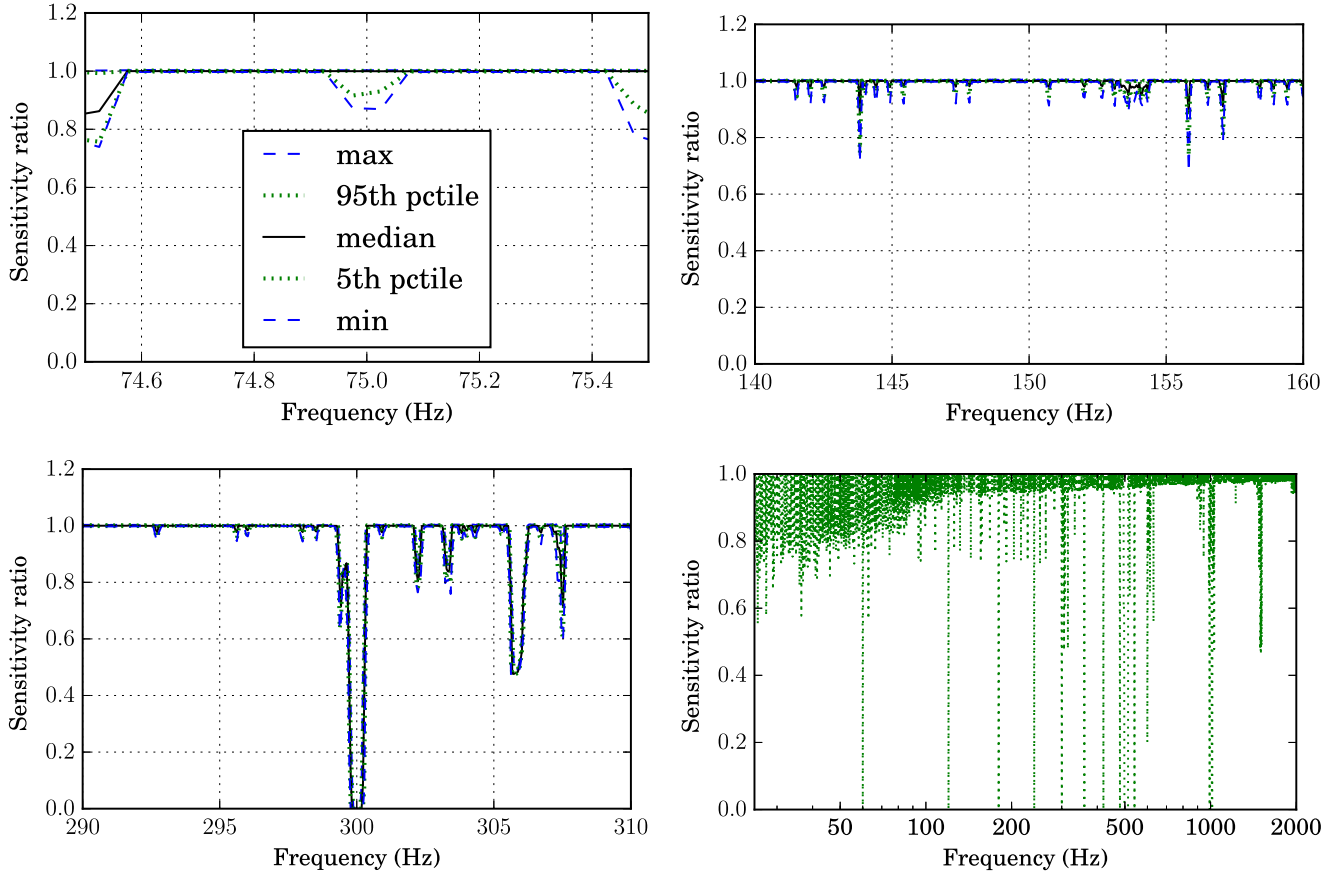 1.2
1.0
0.8
0.6
0.4
0.2
0.0
Sensitivity ratio
max
95th pctile
median
5th pctile
min
74.6 74.8 75.0 75.2 75.4
Frequency (Hz)
1.2
1.0
0.8
0.6
0.4
0.2
0.0
Sensitivity ratio
140 145 150 155 160
Frequency (Hz)
1.2
1.0
0.8
0.6
0.4
0.2
0.0
Sensitivity ratio
290 295 300 305 310
Frequency (Hz)
1.0
0.8
0.6
0.4
0.2
0.0
Sensitivity ratio
50 100 200 500 1000 2000
Frequency (Hz)